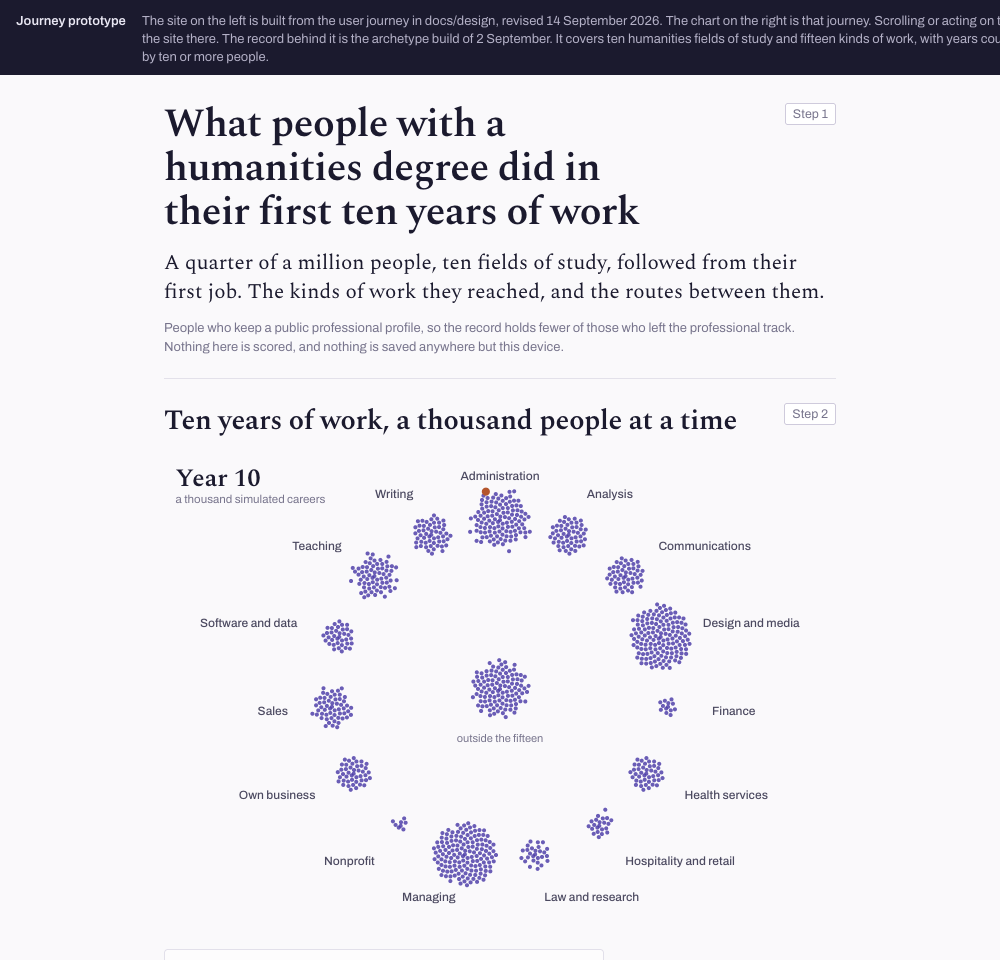 Journey prototype
The site on the left is built from the user journey in docs/design, revised 14 September 2026. The chart on the right is that journey. Scrolling or acting on
the site there. The record behind it is the archetype build of 2 September. It covers ten humanities fields of study and fifteen kinds of work, with years
by ten or more people.
What people with a
humanities degree did in
their first ten years of work
Step 1
A quarter of a million people, ten fields of study, followed from their
first job. The kinds of work they reached, and the routes between them.
People who keep a public professional profile, so the record holds fewer of those who left the professional track.
Nothing here is scored, and nothing is saved anywhere but this device.
Ten years of work, a thousand people at a time
Step 2
Year 10
a thousand simulated careers
Administration
Writing
Analysis
Teaching
Communications
Software and data
Design and media
Sales
Finance
outside the fifteen
Own business
Health services
Nonprofit
Hospitality and retail
Managing
Law and research